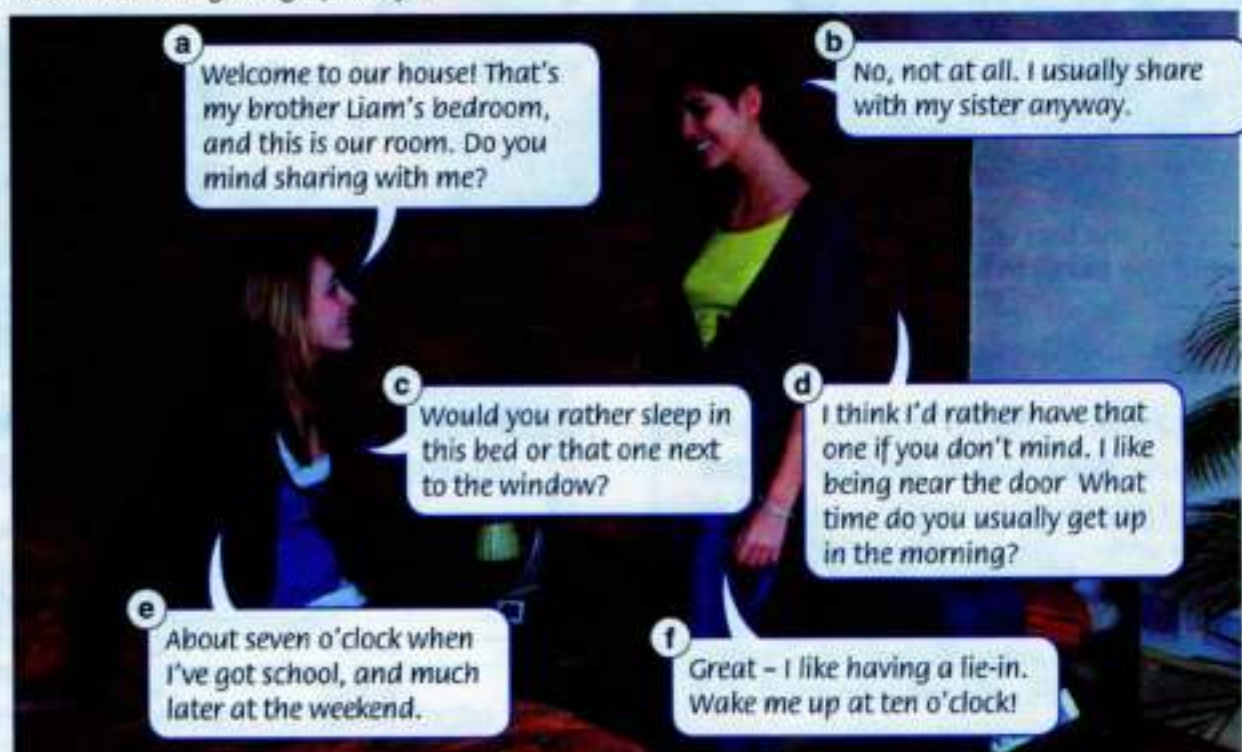 a
Welcome to our house! That's
my brother Liam's bedroom,
and this is our room. Do you
mind sharing with me?
b
No, not at all. I usually share
with my sister anyway.
c
Would you rather sleep in
this bed or that one next
to the window?
d
I think I'd rather have that
one if you don't mind. I like
being near the door What
time do you usually get up
in the morning?
e
About seven o'clock when
I've got school, and much
later at the weekend.
f
Great – I like having a lie-in.
Wake me up at ten o'clock!